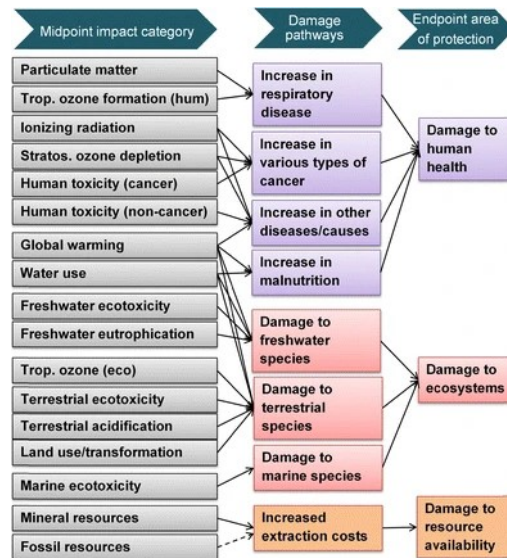 Midpoint impact category
Damage
pathways
Endpoint area
of protection
Particulate matter
Trop. ozone formation (hum)
Ionizing radiation
Stratos. ozone depletion
Human toxicity (cancer)
Human toxicity (non-cancer)
Global warming
Water use
Freshwater ecotoxicity
Freshwater eutrophication
Trop. ozone (eco)
Terrestrial ecotoxicity
Terrestrial acidification
Land use/transformation
Marine ecotoxicity
Mineral resources
Fossil resources
Increase in
respiratory
disease
Increase in
various types of
cancer
Increase in other
diseases/causes
Increase in
malnutrition
Damage to
freshwater
species
Damage to
terrestrial
species
Damage to
marine species
Increased
extraction costs
Damage to
human
health
Damage to
ecosystems
Damage to
resource
availability